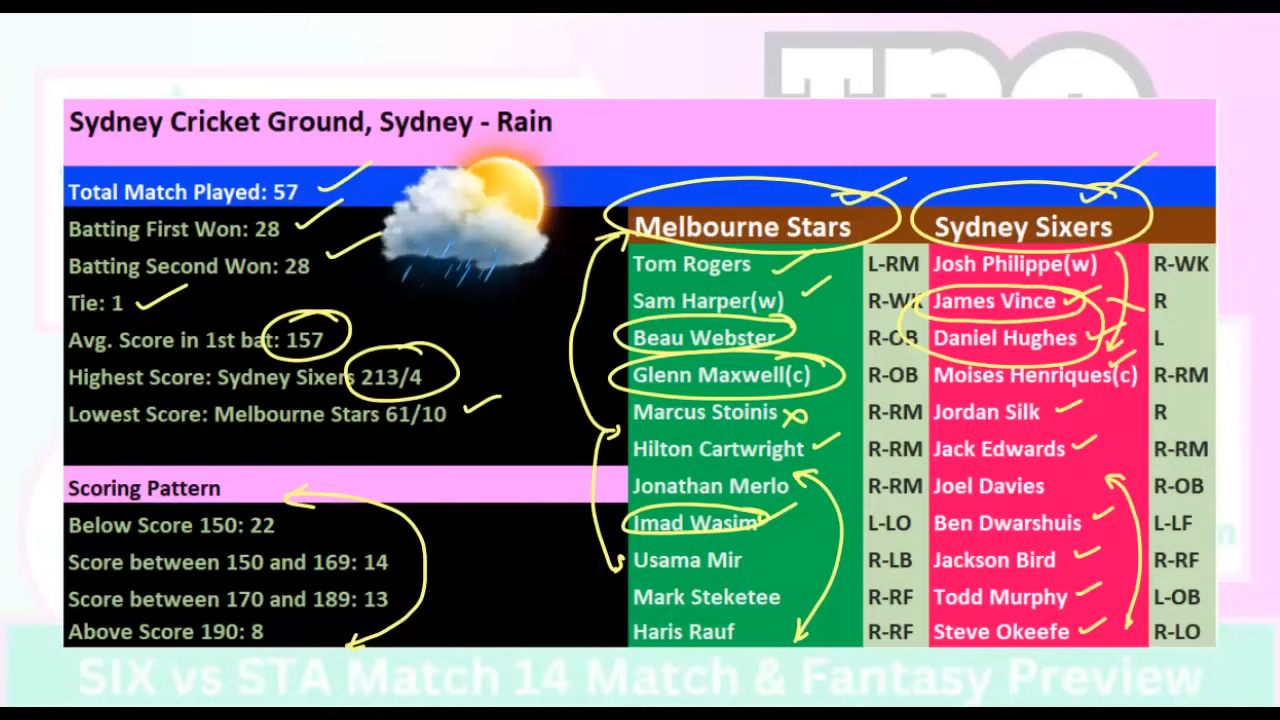 Sydney Cricket Ground, Sydney - Rain
Total Match Played: 57
Batting First Won: 28
Batting Second Won: 28
Tie: 1
Avg. Score in 1st bat: 157
Highest Score: Sydney Sixers 213/4
Lowest Score: Melbourne Stars 61/10
Scoring Pattern
Below Score 150: 22
Score between 150 and 169: 14
Score between 170 and 189: 13
Above Score 190: 8
Melbourne Stars
Tom Rogers L-RM
Sam Harper(w) R-WK
Beau Webster R-OB
Glenn Maxwell(c) R-OB
Marcus Stoinis R-RM
Hilton Cartwright R-RM
Jonathan Merlo R-RM
Imad Wasim L-LO
Usama Mir R-LB
Mark Steketee R-RF
Haris Rauf R-RF
Sydney Sixers
Josh Philippe(w) R-WK
James Vince R
Daniel Hughes L
Moises Henriques(c) R-RM
Jordan Silk R
Jack Edwards R-RM
Joel Davies R-OB
Ben Dwarshuis L-LF
Jackson Bird R-RF
Todd Murphy L-OB
Steve Okeefe R-LO
SIX vs STA Match 14 Match & Fantasy Preview